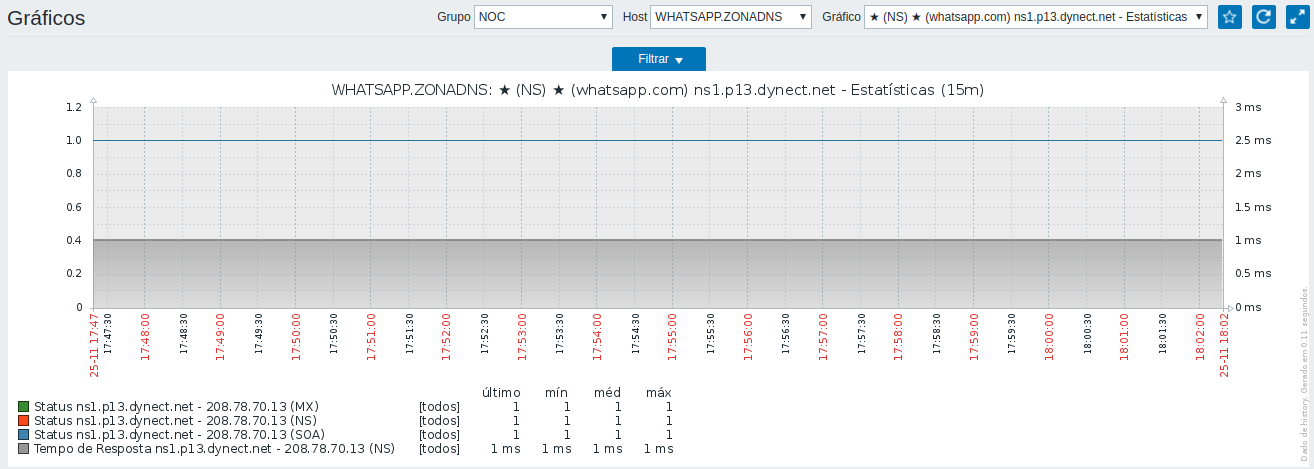 Gráficos
Grupo NOC ▼ Host WHATSAPP.ZONADNS ▼ Gráfico ★ (NS) ★ (whatsapp.com) ns1.p13.dynect.net - Estatísticas ▼
Filtrar ▼
WHATSAPP.ZONADNS: ★ (NS) ★ (whatsapp.com) ns1.p13.dynect.net - Estatísticas (15m)
1.2 3 ms
1.0 2.5 ms
0.8 2 ms
0.6 1.5 ms
0.4 1 ms
0.2 0.5 ms
0 0 ms
25-11 17:47 17:47:30 17:48:00 17:48:30 17:49:00 17:49:30 17:50:00 17:50:30 17:51:00 17:51:30 17:52:00 17:52:30 17:53:00 17:53:30 17:54:00 17:54:30 17:55:00 17:55:30 17:56:00 17:56:30 17:57:00 17:57:30 17:58:00 17:58:30 17:59:00 17:59:30 18:00:00 18:00:30 18:01:00 18:01:30 18:02:00 25-11 18:02
último mín méd máx
Status ns1.p13.dynect.net - 208.78.70.13 (MX) [todos] 1 1 1 1
Status ns1.p13.dynect.net - 208.78.70.13 (NS) [todos] 1 1 1 1
Status ns1.p13.dynect.net - 208.78.70.13 (SOA) [todos] 1 1 1 1
Tempo de Resposta ns1.p13.dynect.net - 208.78.70.13 (NS) [todos] 1 ms 1 ms 1 ms 1 ms
Dado de history. Gerado em 0.11 segundos.